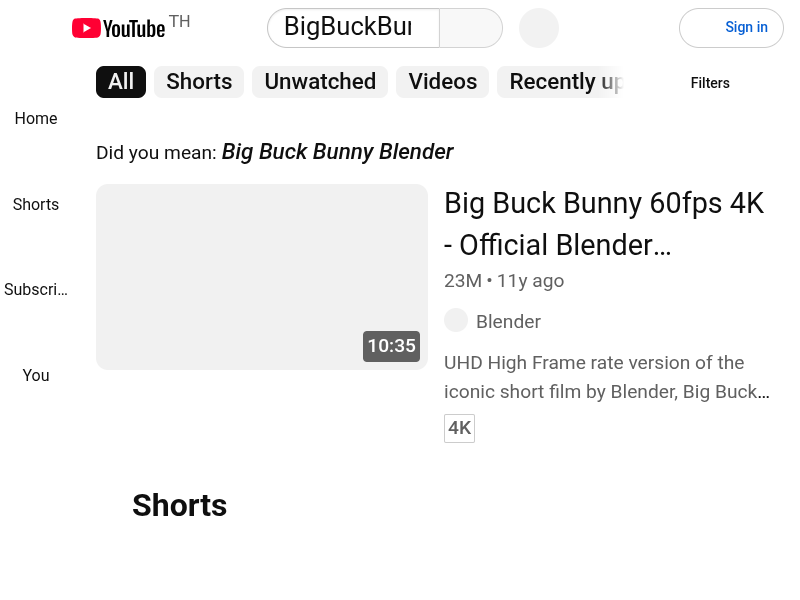 YouTube TH
BigBuckBu
Sign in
All
Shorts
Unwatched
Videos
Recently up
Filters
Home
Shorts
Subscri...
You
Did you mean: Big Buck Bunny Blender
10:35
Big Buck Bunny 60fps 4K
- Official Blender...
23M • 11y ago
Blender
UHD High Frame rate version of the
iconic short film by Blender, Big Buck...
4K
Shorts